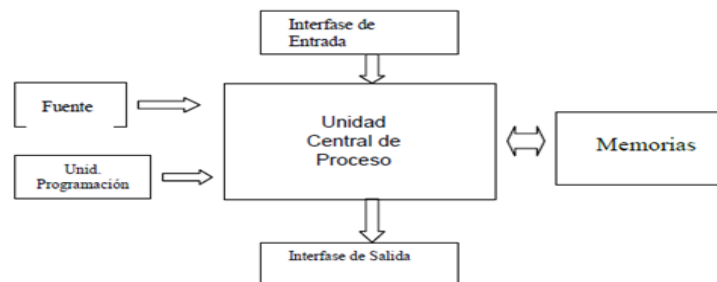 Interfase de
Entrada
Fuente
Unidad
Central de
Proceso
Memorias
Unid.
Programación
Interfase de Salida